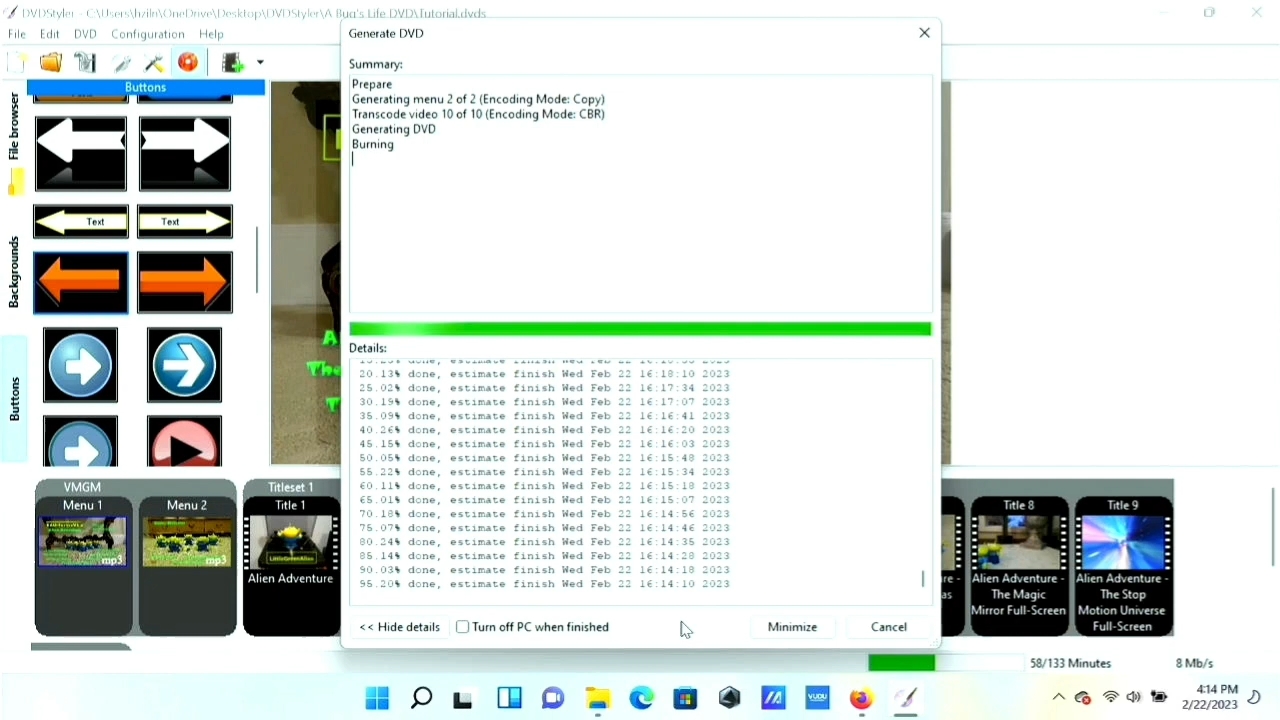 DVDStyler - C:\Users\hziln\OneDrive\Desktop\DVDStyler\A Bug's Life DVD\Tutorial.dvds
File Edit DVD Configuration Help
Generate DVD
Summary:
Prepare
Generating menu 2 of 2 (Encoding Mode: Copy)
Transcode video 10 of 10 (Encoding Mode: CBR)
Generating DVD
Burning
File browser
Backgrounds
Buttons
Buttons
Text
Text
Details:
20.13% done, estimate finish Wed Feb 22 16:18:10 2023
25.02% done, estimate finish Wed Feb 22 16:17:34 2023
30.19% done, estimate finish Wed Feb 22 16:17:07 2023
35.09% done, estimate finish Wed Feb 22 16:16:41 2023
40.26% done, estimate finish Wed Feb 22 16:16:20 2023
45.15% done, estimate finish Wed Feb 22 16:16:03 2023
50.05% done, estimate finish Wed Feb 22 16:15:48 2023
55.22% done, estimate finish Wed Feb 22 16:15:34 2023
60.11% done, estimate finish Wed Feb 22 16:15:18 2023
65.01% done, estimate finish Wed Feb 22 16:15:07 2023
70.18% done, estimate finish Wed Feb 22 16:14:56 2023
75.07% done, estimate finish Wed Feb 22 16:14:46 2023
80.24% done, estimate finish Wed Feb 22 16:14:35 2023
85.14% done, estimate finish Wed Feb 22 16:14:28 2023
90.03% done, estimate finish Wed Feb 22 16:14:18 2023
95.20% done, estimate finish Wed Feb 22 16:14:10 2023
<< Hide details
Turn off PC when finished
Minimize
Cancel
VMGM
Menu 1
mp3
Menu 2
mp3
Titleset 1
Title 1
LittleGreenAlien
Alien Adventure
Title 8
Alien Adventure -
The Magic
Mirror Full-Screen
Title 9
Alien Adventure -
The Stop
Motion Universe
Full-Screen
58/133 Minutes
8 Mb/s
VUDU
4:14 PM
2/22/2023